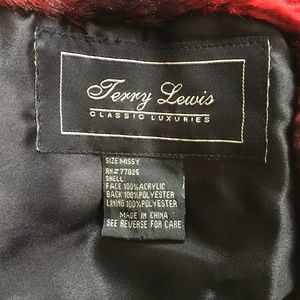 Terry Lewis
CLASSIC LUXURIES
SIZE:MISSY
RN#77025
SHELL:
FACE:100%ACRYLIC
BACK:100%POLYESTER
LINING:100%POLYESTER
MADE IN CHINA
SEE REVERSE FOR CARE